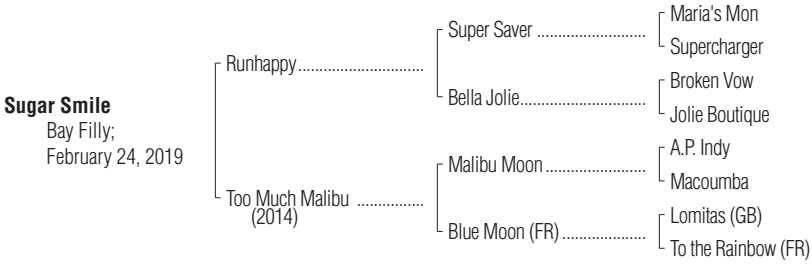 Maria's Mon
Super Saver ..........................
Supercharger
Runhappy..............................
Broken Vow
Bella Jolie..............................
Jolie Boutique
Sugar Smile
Bay Filly;
February 24, 2019
A.P. Indy
Malibu Moon ........................
Macoumba
Too Much Malibu ................
(2014)
Lomitas (GB)
Blue Moon (FR) ....................
To the Rainbow (FR)